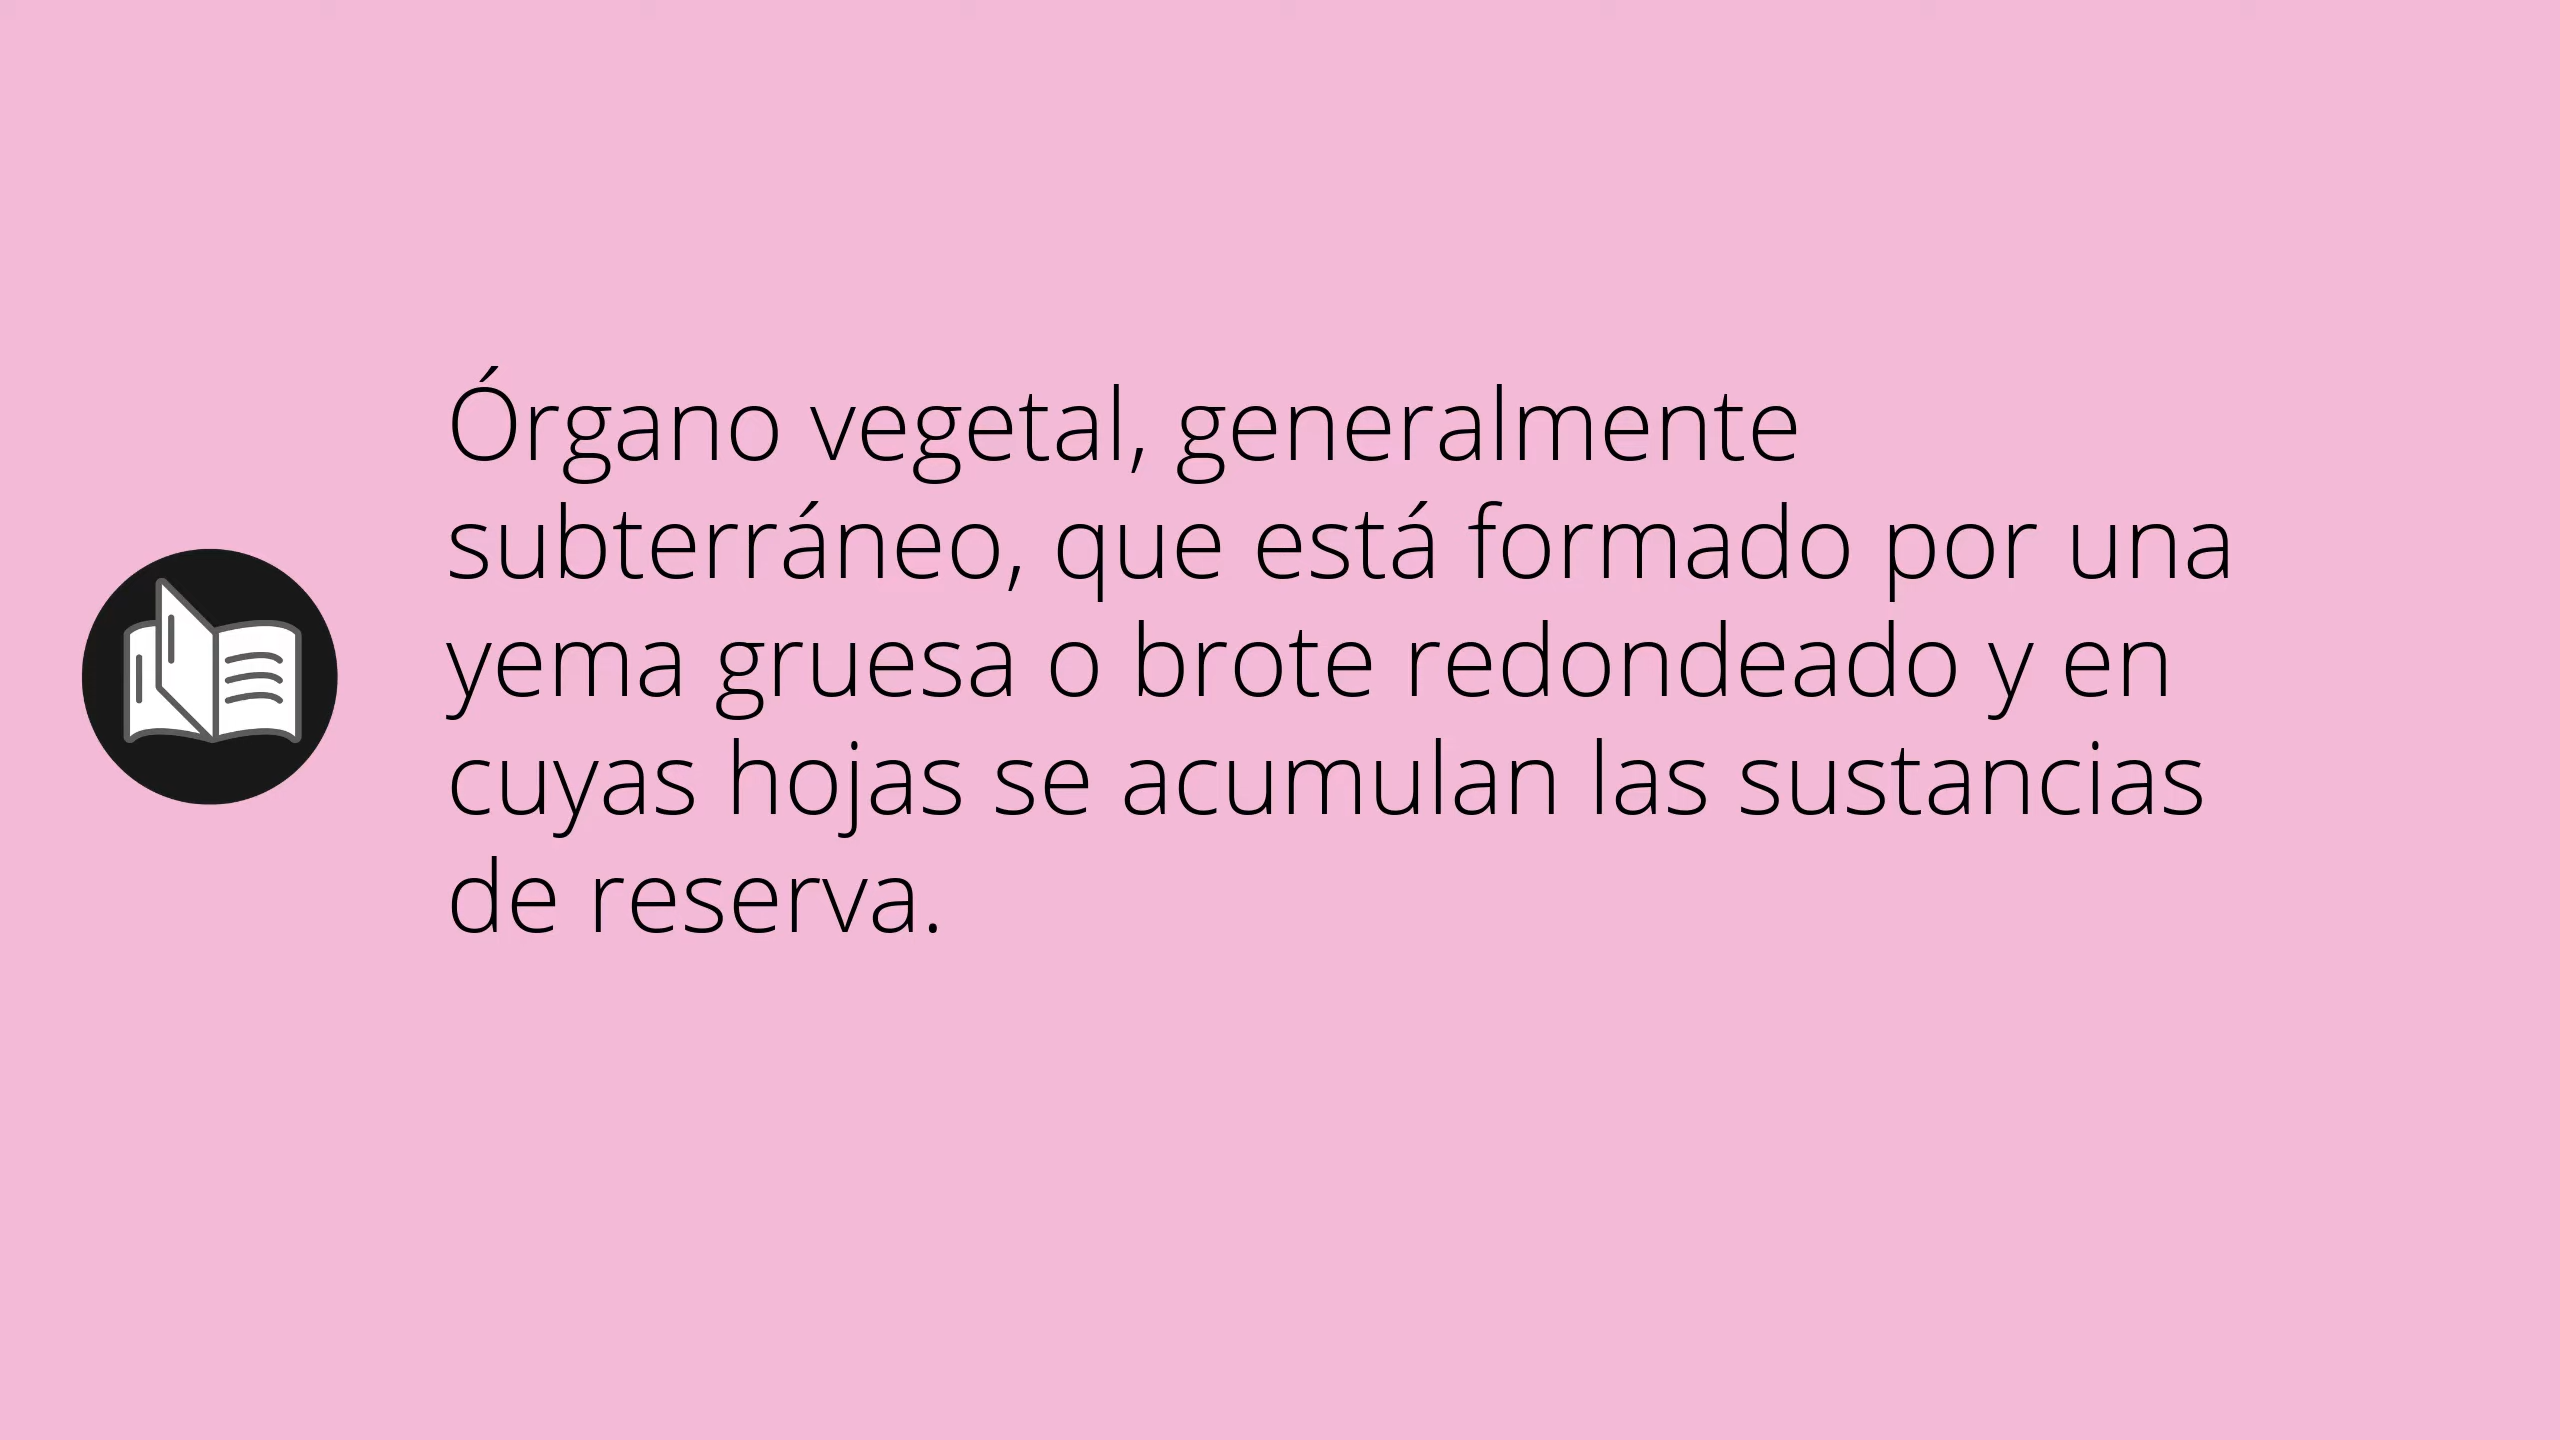 Órgano vegetal, generalmente
subterráneo, que está formado por una
yema gruesa o brote redondeado y en
cuyas hojas se acumulan las sustancias
de reserva.